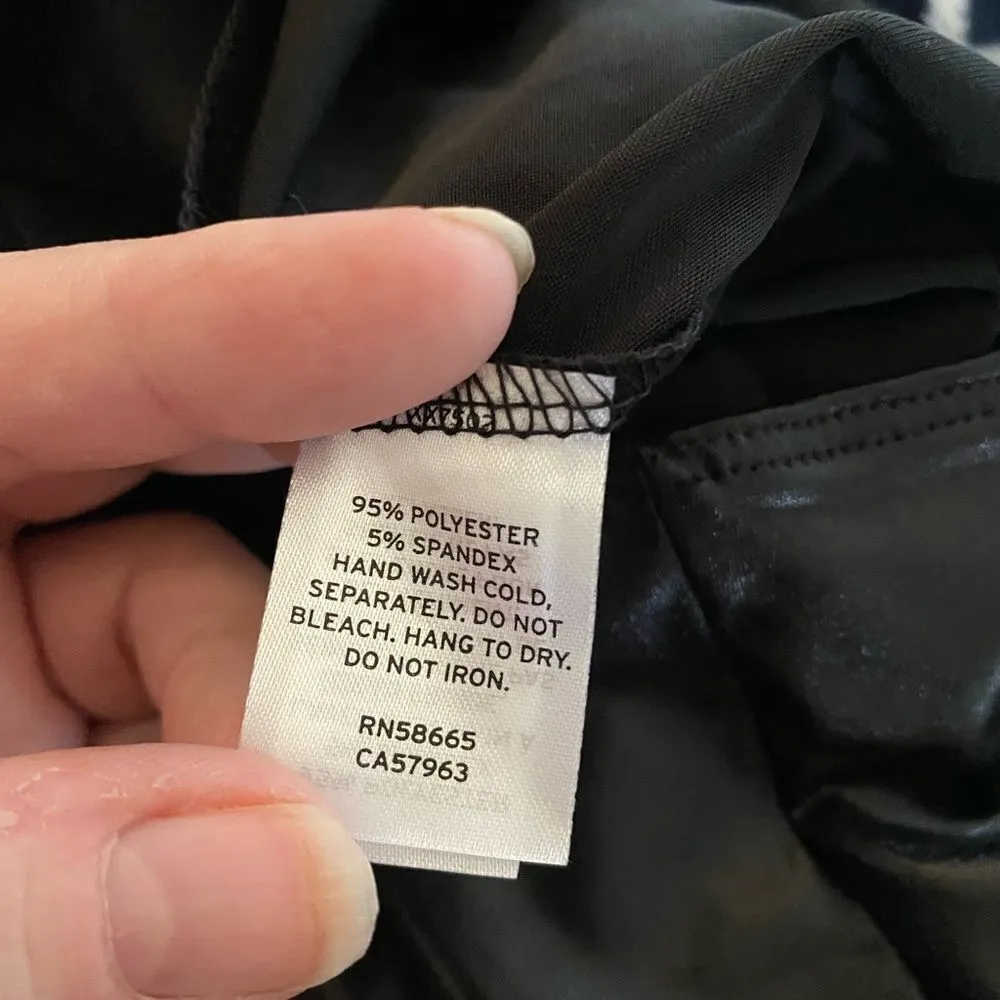 95% POLYESTER
5% SPANDEX
HAND WASH COLD,
SEPARATELY. DO NOT
BLEACH. HANG TO DRY.
DO NOT IRON.
RN58665
CA57963